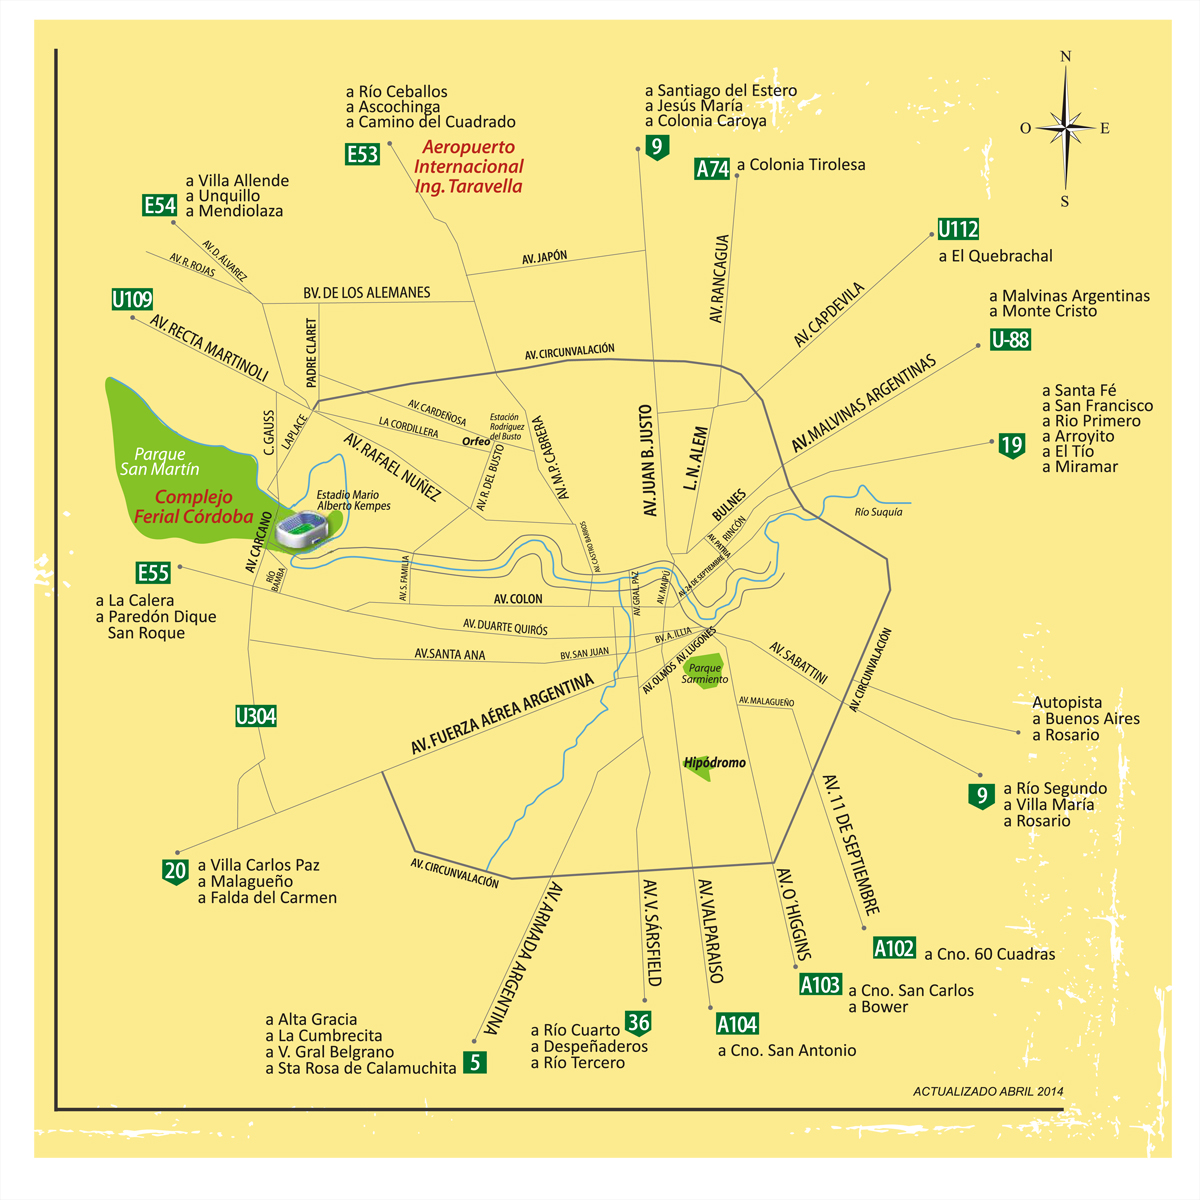 a Río Ceballos
a Ascochinga
a Camino del Cuadrado
E53
Aeropuerto
Internacional
Ing. Taravella
a Santiago del Estero
a Jesús María
a Colonia Caroya
9
A74
a Colonia Tirolesa
N
O
E
S
a Villa Allende
a Unquillo
a Mendiolaza
E54
AV. D. ÁLVAREZ
AV. R. ROJAS
U112
a El Quebrachal
AV. JAPÓN
AV. RANCAGUA
AV. CAPDEVILA
BV. DE LOS ALEMANES
U109
AV. RECTA MARTINOLI
PADRE CLARET
a Malvinas Argentinas
a Monte Cristo
U-88
AV. CIRCUNVALACIÓN
AV. MALVINAS ARGENTINAS
a Santa Fé
a San Francisco
a Río Primero
a Arroyito
a El Tío
a Miramar
19
C. GAUSS
LAPLACE
AV. CARDEÑOSA
LA CORDILLERA
Estación
Rodriguez
del Busto
Orfeo
AV. RAFAEL NUÑEZ
AV. R. DEL BUSTO
AV. M.P. CABRERA
AV. JUAN B. JUSTO
L. N. ALEM
BULNES
RINCÓN
AV. PATRIA
Parque
San Martín
Complejo
Ferial Córdoba
Estadio Mario
Alberto Kempes
Río Suquía
AV. CARCANO
RÍO
BAMBA
AV. S. FAMILIA
AV. CASTRO BARROS
AV. GRAL. PAZ
AV. MAIPÚ
AV. 24 DE SEPTIEMBRE
E55
a La Calera
a Paredón Dique
San Roque
AV. COLON
AV. DUARTE QUIRÓS
BV. A. ILLIA
AV. SANTA ANA
BV. SAN JUAN
AV. OLMOS
AV. LUGONES
AV. SABATTINI
Parque
Sarmiento
AV. CIRCUNVALACIÓN
AV. MALAGUEÑO
U304
AV. FUERZA AÉREA ARGENTINA
Hipódromo
Autopista
a Buenos Aires
a Rosario
9
a Río Segundo
a Villa María
a Rosario
AV. 11 DE SEPTIEMBRE
20
a Villa Carlos Paz
a Malagueño
a Falda del Carmen
AV. CIRCUNVALACIÓN
AV. ARMADA ARGENTINA
AV. V. SÁRSFIELD
AV. VALPARAISO
AV. O´HIGGINS
A102
a Cno. 60 Cuadras
A103
a Cno. San Carlos
a Bower
a Alta Gracia
a La Cumbrecita
a V. Gral Belgrano
a Sta Rosa de Calamuchita
5
a Río Cuarto
a Despeñaderos
a Río Tercero
36
A104
a Cno. San Antonio
ACTUALIZADO ABRIL 2014